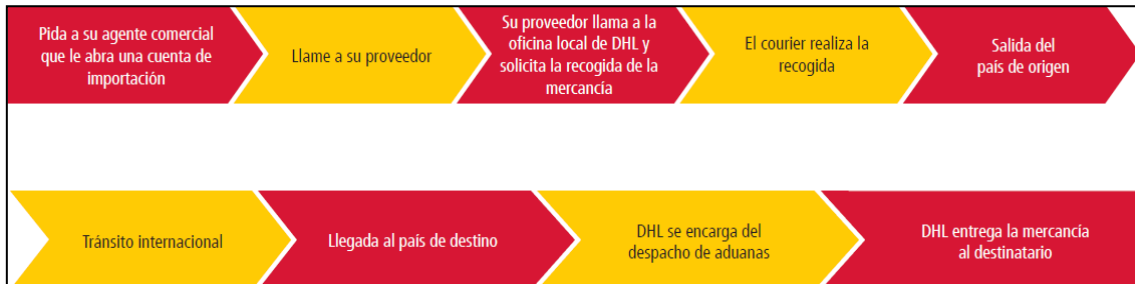 Pida a su agente comercial
que le abra una cuenta de
importación
Llame a su proveedor
Su proveedor llama a la
oficina local de DHL y
solicita la recogida de la
mercancía
El courier realiza la
recogida
Salida del
país de origen
Tránsito internacional
Llegada al país de destino
DHL se encarga del
despacho de aduanas
DHL entrega la mercancía
al destinatario